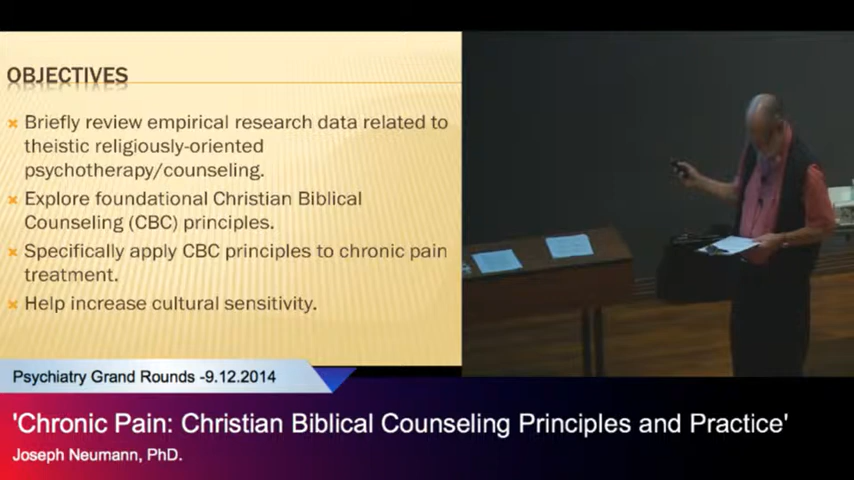 OBJECTIVES
Briefly review empirical research data related to
theistic religiously-oriented
psychotherapy/counseling.
Explore foundational Christian Biblical
Counseling (CBC) principles.
Specifically apply CBC principles to chronic pain
treatment.
Help increase cultural sensitivity.
Psychiatry Grand Rounds -9.12.2014
'Chronic Pain: Christian Biblical Counseling Principles and Practice'
Joseph Neumann, PhD.